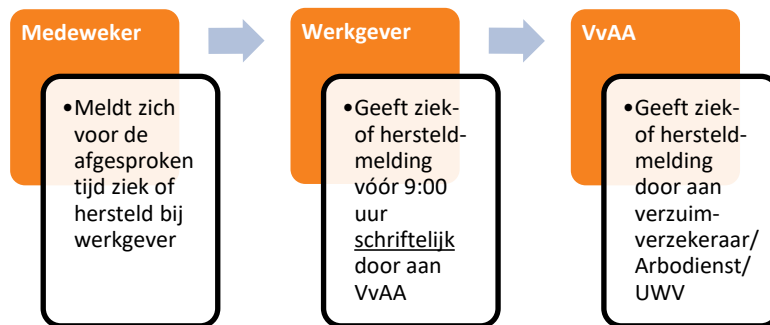 Medeweker
•Meldt zich
voor de
afgesproken
tijd ziek of
hersteld bij
werkgever
Werkgever
•Geeft ziek-
of hersteld-
melding
vóór 9:00
uur
schriftelijk
door aan
VvAA
VvAA
•Geeft ziek-
of hersteld-
melding
door aan
verzuim-
verzekeraar/
Arbodienst/
UWV